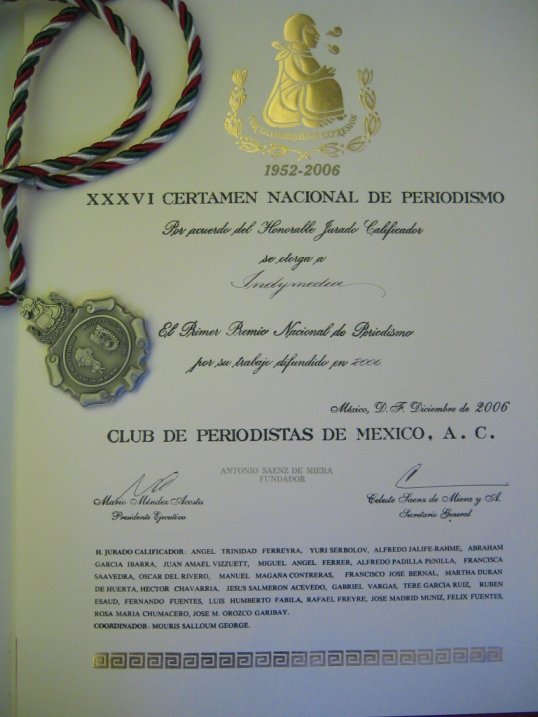 POR LA LIBERTAD DE EXPRESION
1952-2006
XXXVI CERTAMEN NACIONAL DE PERIODISMO
Por acuerdo del Honorable Jurado Calificador
se otorga a
Indymedia
El Primer Premio Nacional de Periodismo
por su trabajo difundido en 2006
México, D. F. Diciembre de 2006
CLUB DE PERIODISTAS DE MEXICO, A. C.
ANTONIO SAENZ DE MIERA
FUNDADOR
Mario Méndez Acosta
Presidente Ejecutivo
Celeste Saenz de Miera y A.
Secretario General
H. JURADO CALIFICADOR: ANGEL TRINIDAD FERREYRA, YURI SERBOLOV, ALFREDO JALIFE-RAHME, ABRAHAM
GARCIA IBARRA, JUAN AMAEL VIZZUETT, MIGUEL ANGEL FERRER, ALFREDO PADILLA PENILLA, FRANCISCA
SAAVEDRA, OSCAR DEL RIVERO, MANUEL MAGAÑA CONTRERAS, FRANCISCO JOSE BERNAL, MARTHA DURAN
DE HUERTA, HECTOR CHAVARRIA, JESUS SALMERON ACEVEDO, GABRIEL VARGAS, TERE GARCIA RUIZ, RUBEN
ESAUD, FERNANDO FUENTES, LUIS HUMBERTO FABILA, RAFAEL FREYRE, JOSE MADRID MUNIZ, FELIX FUENTES,
ROSA MARIA CHUMACERO, JOSE M. OROZCO GARIBAY.
COORDINADOR: MOURIS SALLOUM GEORGE.